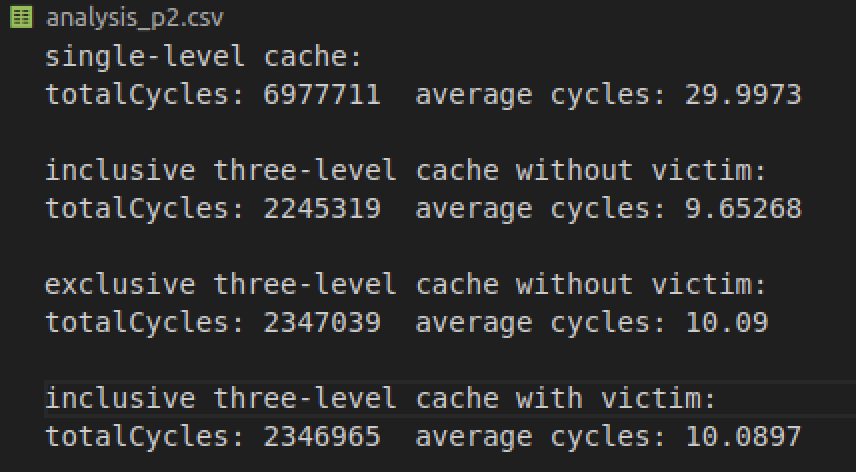 analysis_p2.csv
single-level cache:
totalCycles: 6977711  average cycles: 29.9973
inclusive three-level cache without victim:
totalCycles: 2245319  average cycles: 9.65268
exclusive three-level cache without victim:
totalCycles: 2347039  average cycles: 10.09
inclusive three-level cache with victim:
totalCycles: 2346965  average cycles: 10.0897